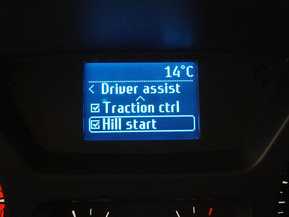 14°C
< Driver assist
Traction ctrl
Hill start